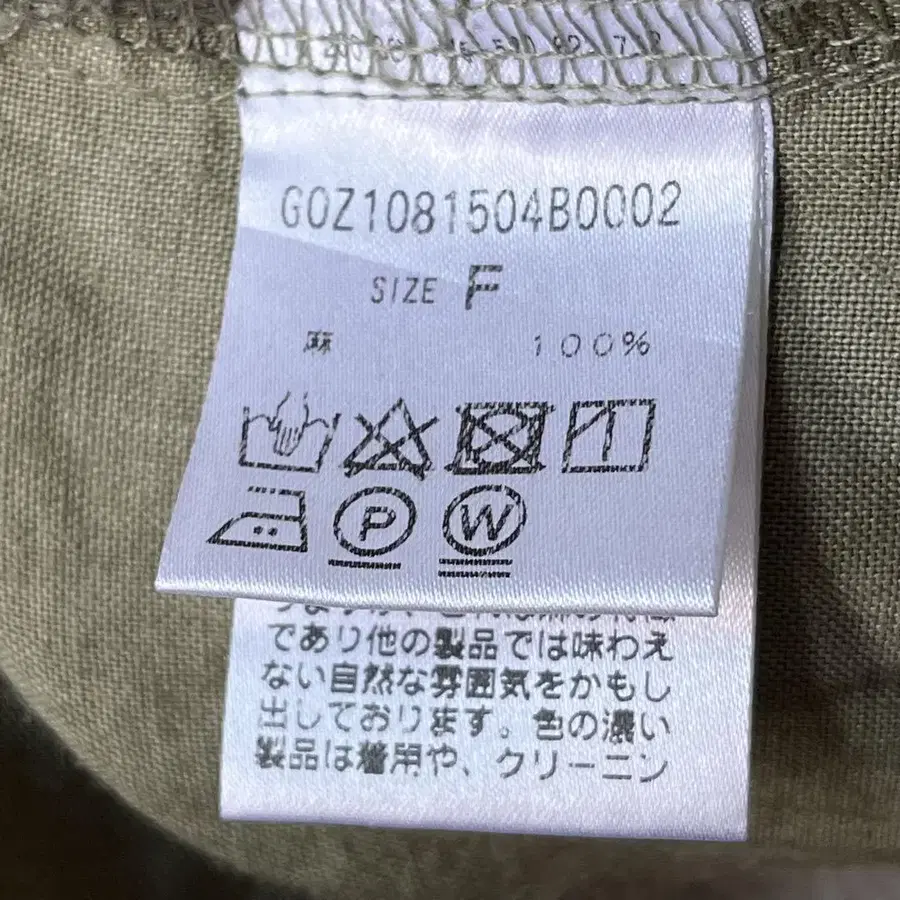 G0Z1081504B0002
SIZE F
麻 100%
P W
であり他の製品では味わえ
ない自然な雰囲気をかもし
出しております。色の濃い
製品は着用や、クリーニン